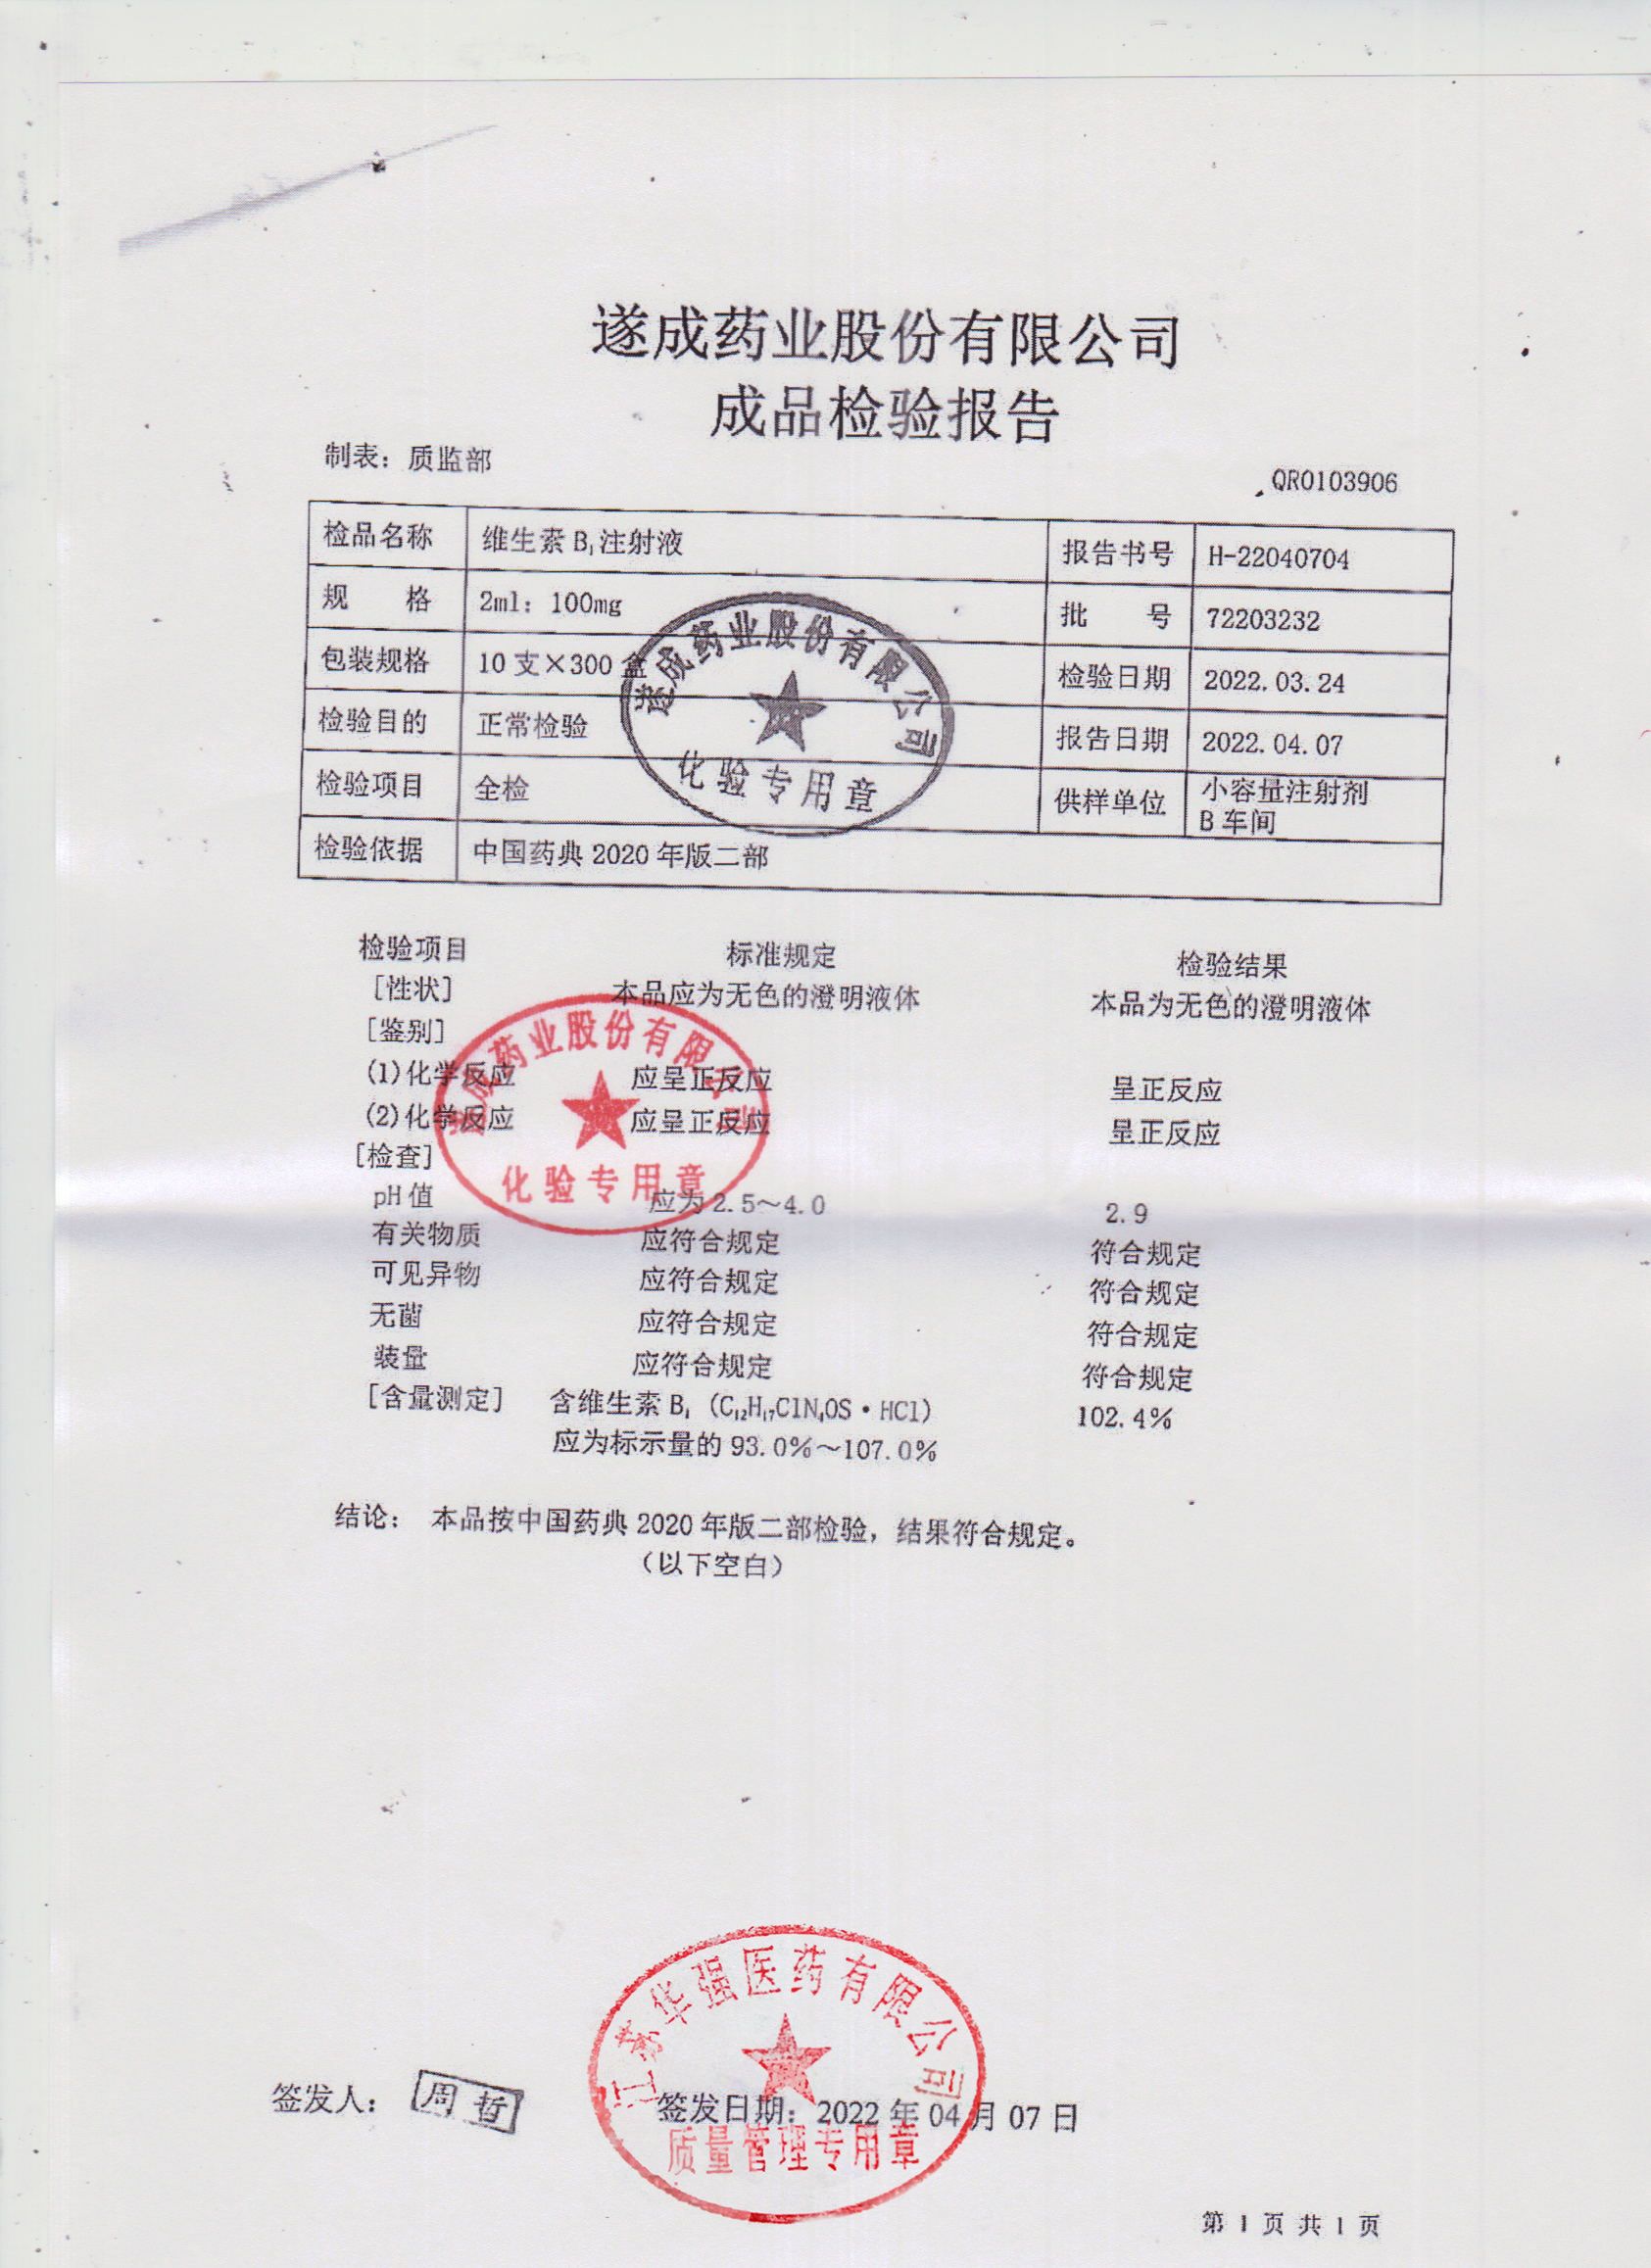 遂成药业股份有限公司
成品检验报告
制表：质监部
QR0103906
检品名称 维生素B₁注射液 报告书号 H-22040704
规 格 2ml：100mg 批 号 72203232
包装规格 10支×300盒 检验日期 2022.03.24
检验目的 正常检验 报告日期 2022.04.07
检验项目 全检 供样单位 小容量注射剂
B车间
检验依据 中国药典2020年版二部
遂成药业股份有限公司
化验专用章
检验项目 标准规定 检验结果
[性状] 本品应为无色的澄明液体 本品为无色的澄明液体
[鉴别]
(1)化学反应 应呈正反应 呈正反应
(2)化学反应 应呈正反应 呈正反应
[检查]
pH值 应为2.5～4.0 2.9
有关物质 应符合规定 符合规定
可见异物 应符合规定 符合规定
无菌 应符合规定 符合规定
装量 应符合规定 符合规定
[含量测定] 含维生素B₁（C₁₂H₁₇ClN₄OS·HCl） 102.4%
应为标示量的93.0%～107.0%
遂成药业股份有限公司
化验专用章
结论： 本品按中国药典2020年版二部检验，结果符合规定。
（以下空白）
江苏华强医药有限公司
签发人： 周哲 签发日期：2022年04月07日
质量管理专用章
第1页共1页